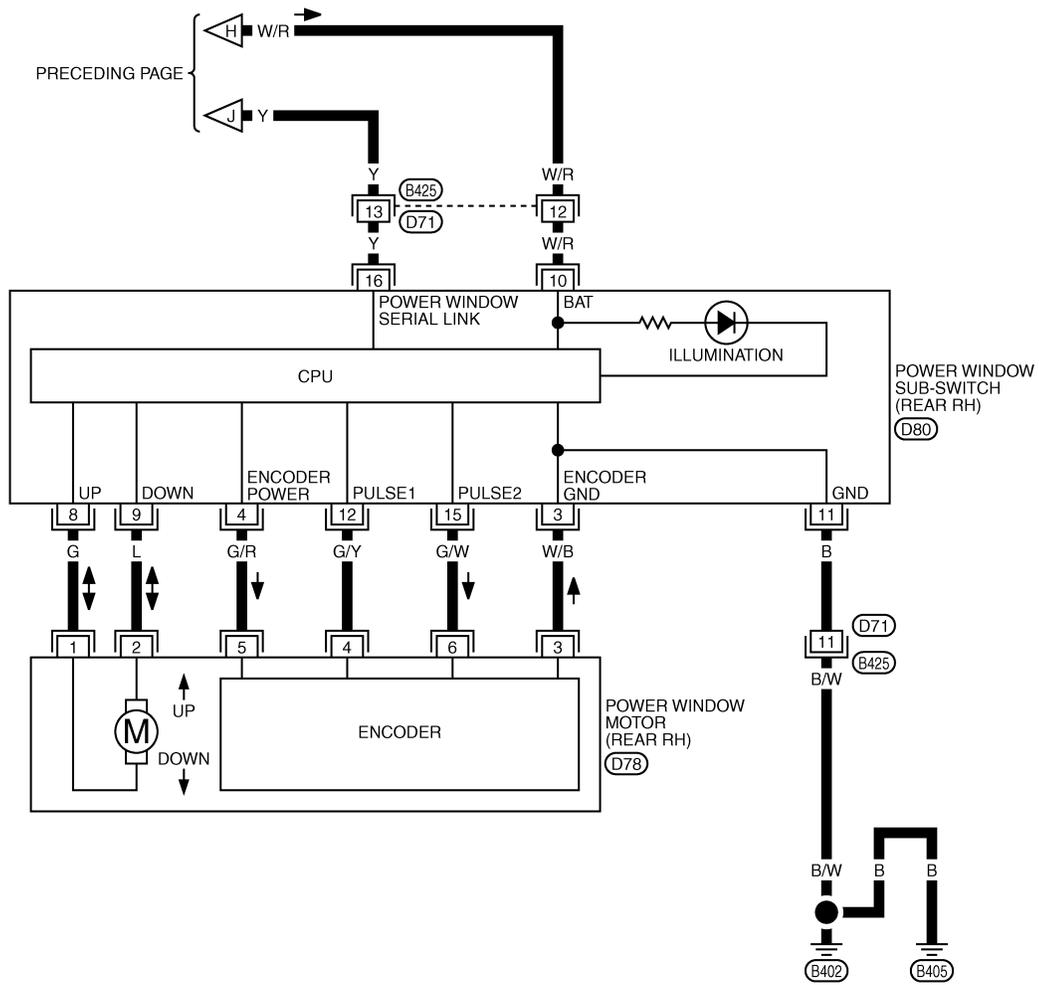 H W/R
PRECEDING PAGE
J Y
Y W/R
B425
13 12
D71
Y W/R
16 10
POWER WINDOW
SERIAL LINK
BAT
ILLUMINATION
CPU
POWER WINDOW
SUB-SWITCH
(REAR RH)
D80
UP
DOWN
ENCODER
POWER
PULSE1
PULSE2
ENCODER
GND
GND
8 9 4 12 15 3 11
G L G/R G/Y G/W W/B B
1 2 5 4 6 3 11
D71
B425
B/W
UP
M
DOWN
ENCODER
POWER WINDOW
MOTOR
(REAR RH)
D78
B/W B B
B402 B405